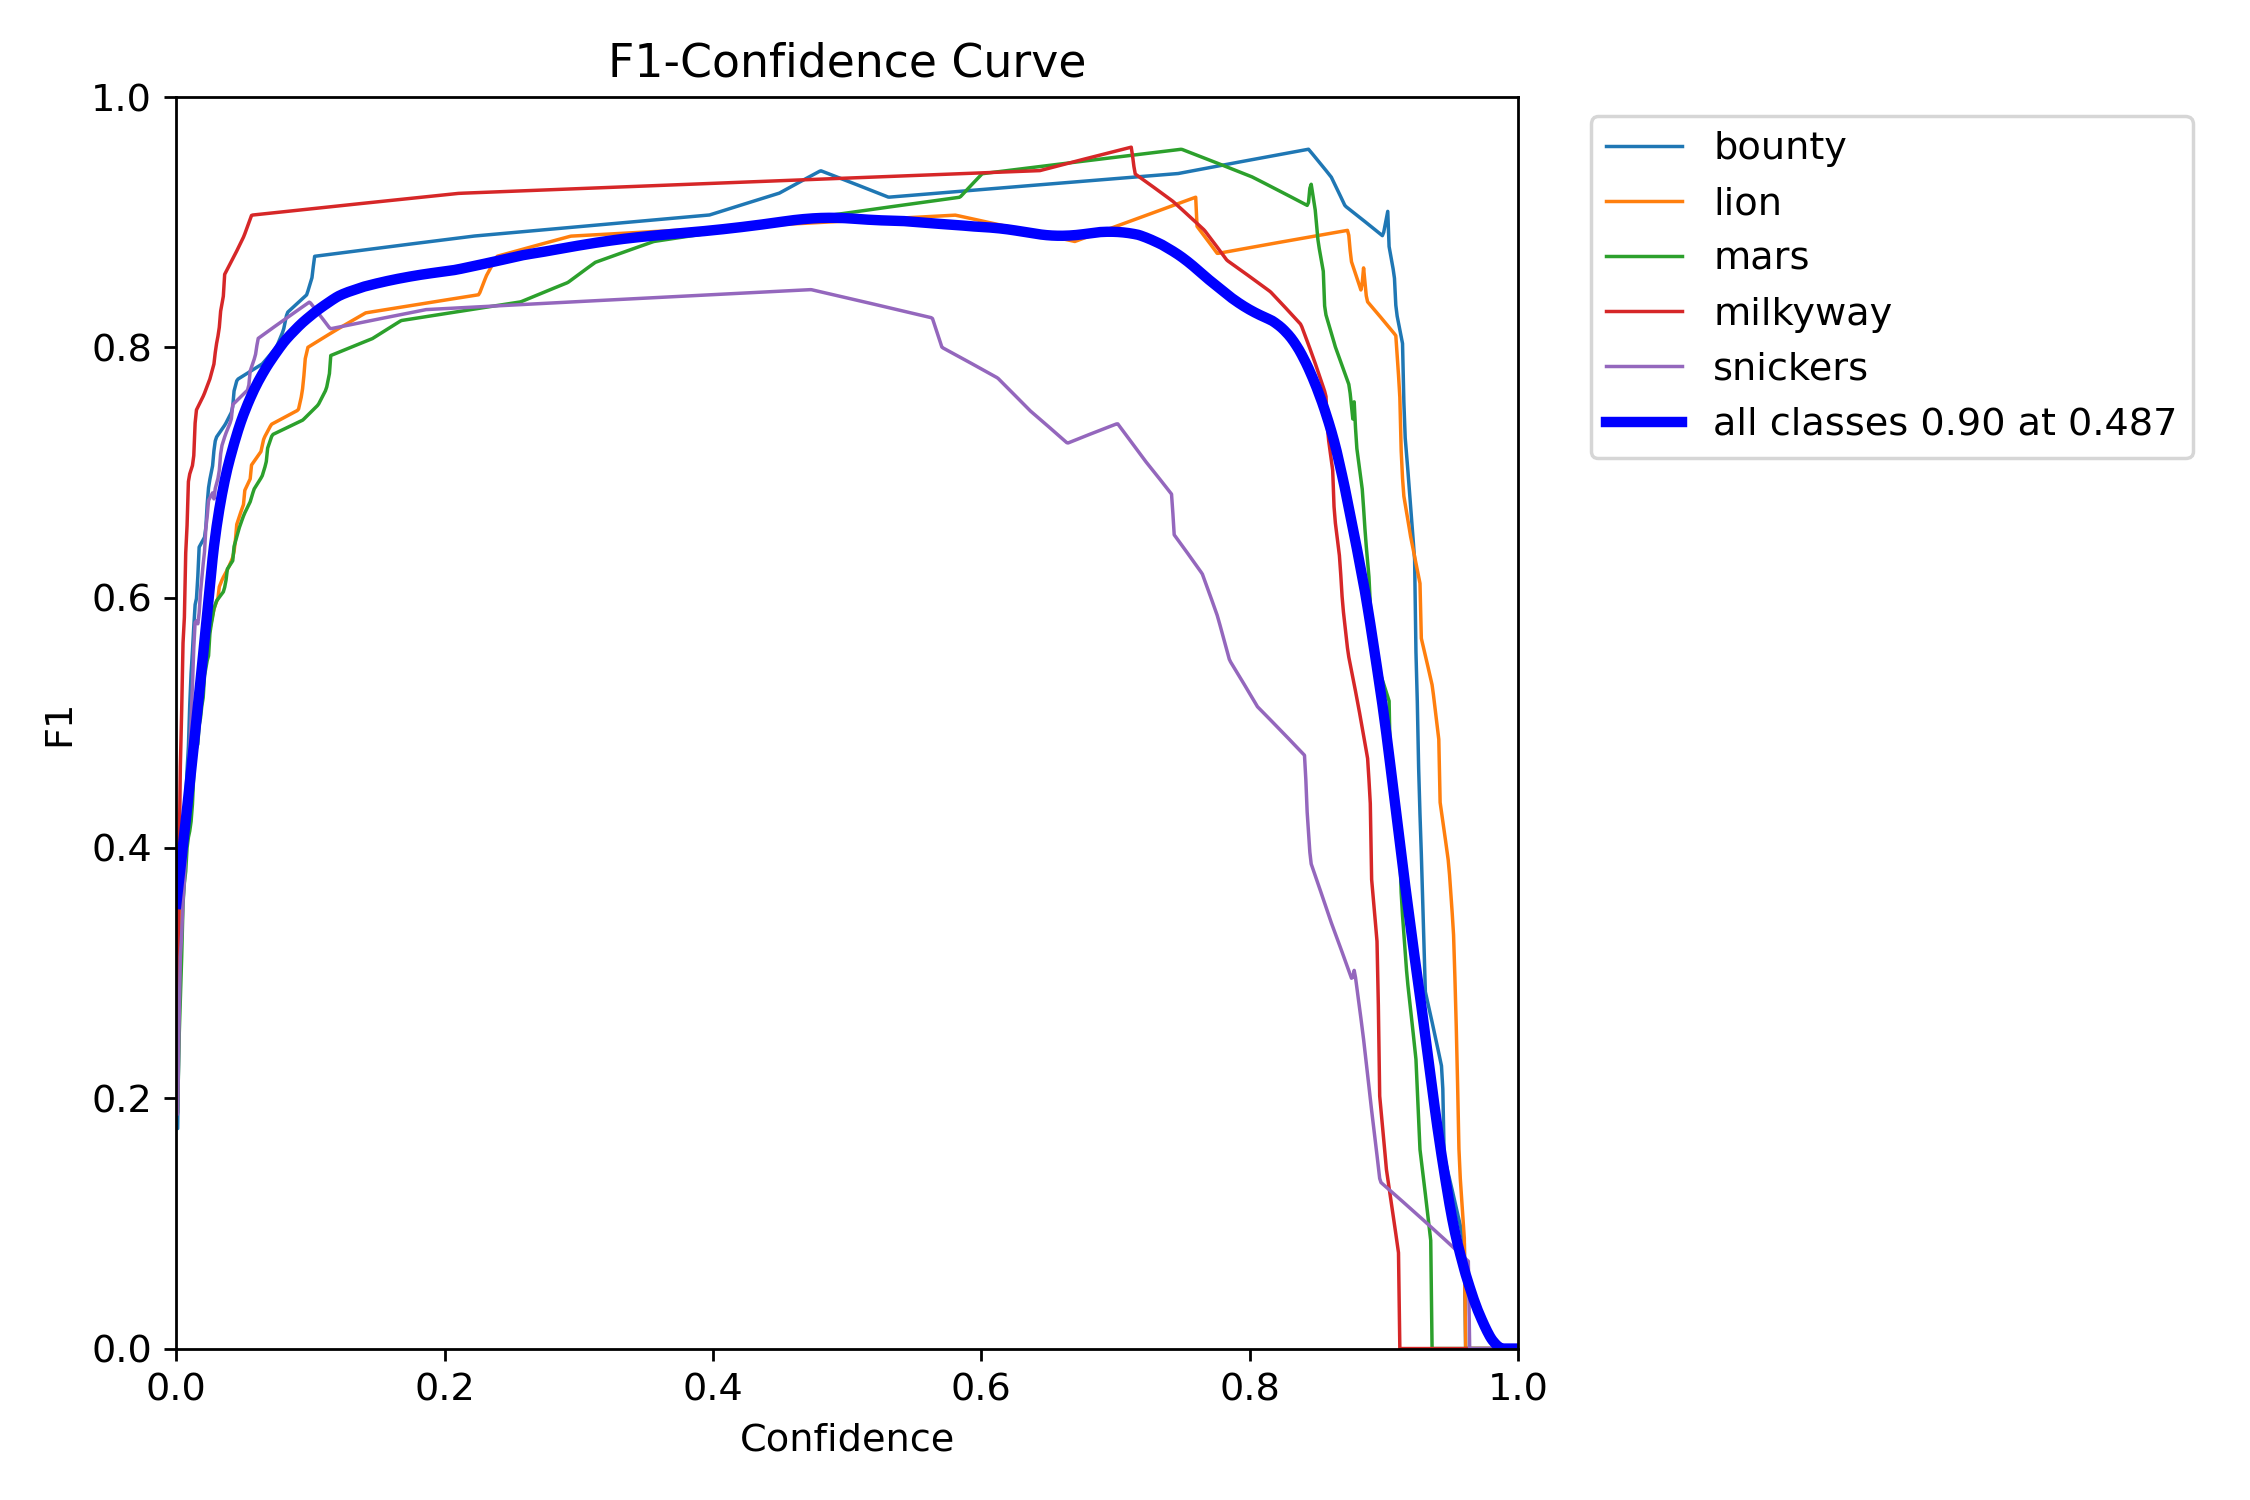 F1-Confidence Curve
1.0
0.8
0.6
0.4
0.2
0.0
F1
0.0 0.2 0.4 0.6 0.8 1.0
Confidence
bounty
lion
mars
milkyway
snickers
all classes 0.90 at 0.487